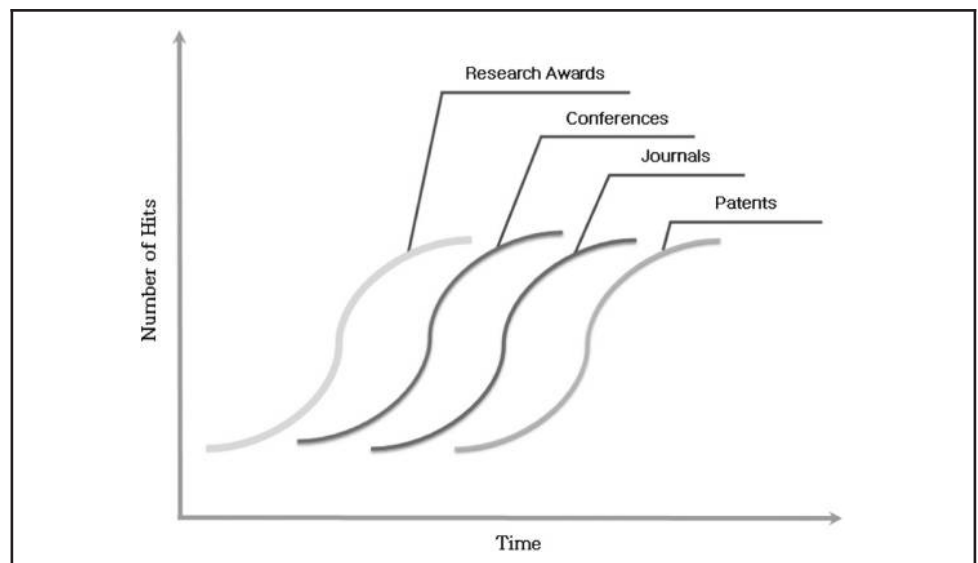 Research Awards
Conferences
Journals
Patents
Number of Hits
Time